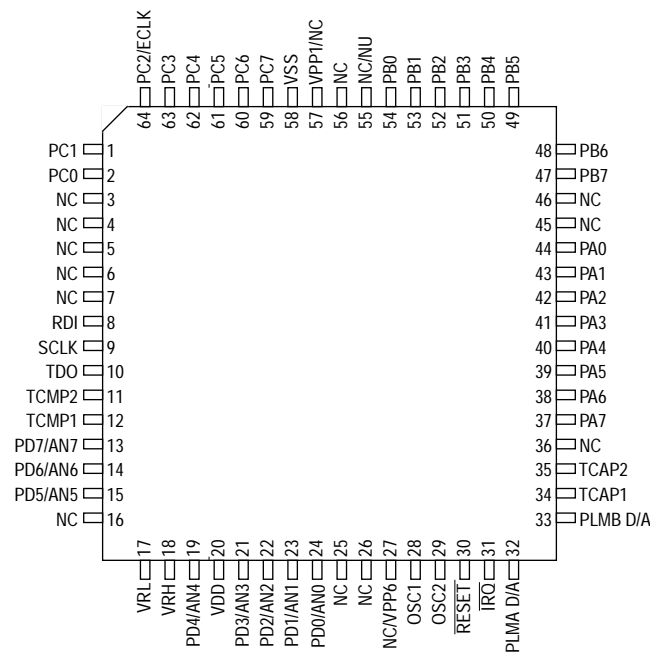 PC2/ECLK PC3 PC4 PC5 PC6 PC7 VSS VPP1/NC NC NC/NU PB0 PB1 PB2 PB3 PB4 PB5
64 63 62 61 60 59 58 57 56 55 54 53 52 51 50 49
PC1 1 48 PB6
PC0 2 47 PB7
NC 3 46 NC
NC 4 45 NC
NC 5 44 PA0
NC 6 43 PA1
NC 7 42 PA2
RDI 8 41 PA3
SCLK 9 40 PA4
TDO 10 39 PA5
TCMP2 11 38 PA6
TCMP1 12 37 PA7
PD7/AN7 13 36 NC
PD6/AN6 14 35 TCAP2
PD5/AN5 15 34 TCAP1
NC 16 33 PLMB D/A
17 18 19 20 21 22 23 24 25 26 27 28 29 30 31 32
VRL VRH PD4/AN4 VDD PD3/AN3 PD2/AN2 PD1/AN1 PD0/AN0 NC NC NC/VPP6 OSC1 OSC2 RESET IRQ PLMA D/A